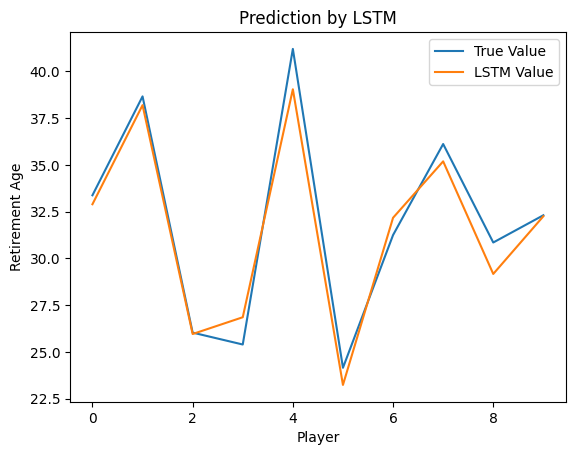 Prediction by LSTM
True Value
LSTM Value
Retirement Age
40.0
37.5
35.0
32.5
30.0
27.5
25.0
22.5
0 2 4 6 8
Player